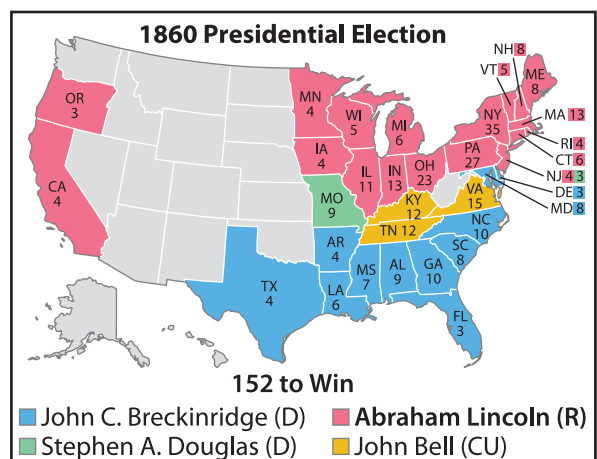 1860 Presidential Election
NH 8
VT 5
ME
8
OR
3
MN
4
WI
5
MI
6
NY
35
MA 13
RI 4
CT 6
NJ 4 3
DE 3
MD 8
PA
27
IA
4
IL
11
IN
13
OH
23
CA
4
MO
9
KY
12
VA
15
TN 12
NC
10
AR
4
SC
8
MS
7
AL
9
GA
10
TX
4
LA
6
FL
3
152 to Win
John C. Breckinridge (D)
Abraham Lincoln (R)
Stephen A. Douglas (D)
John Bell (CU)